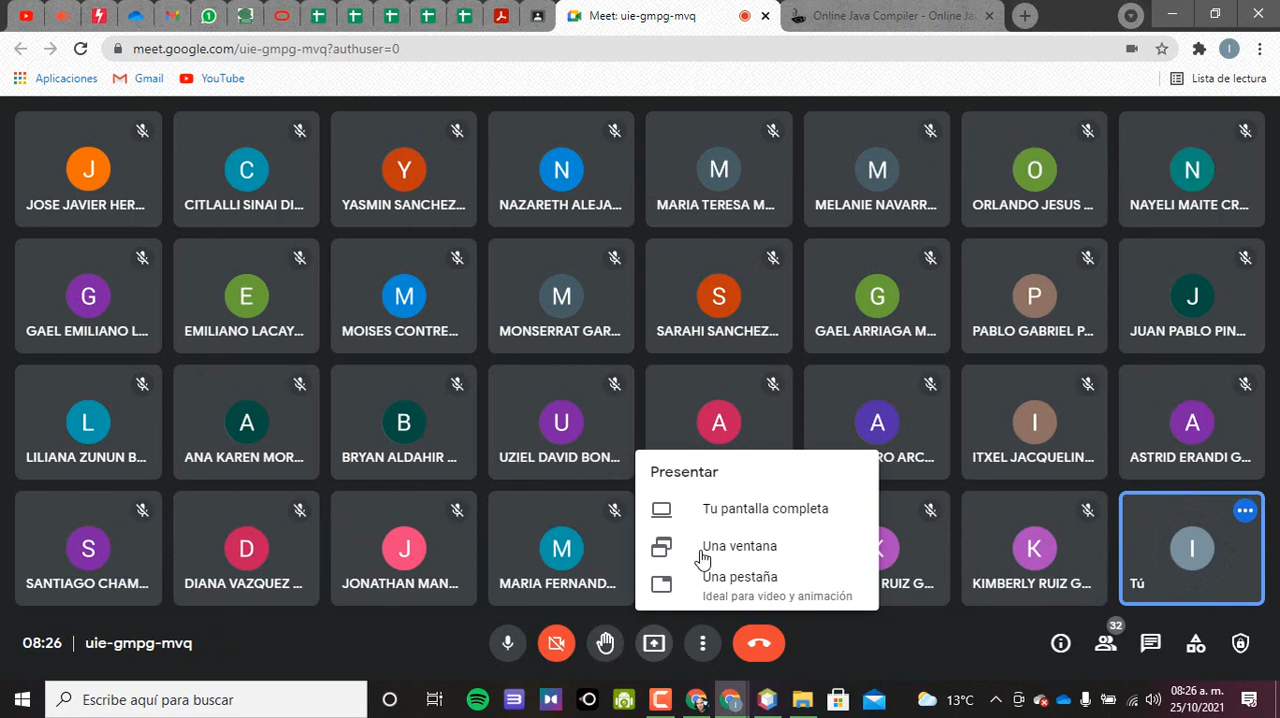 Meet: uie-gmpg-mvq
Online Java Compiler - Online Ja
meet.google.com/uie-gmpg-mvq?authuser=0
I
Aplicaciones
Gmail
YouTube
Lista de lectura
J
C
Y
N
M
M
O
N
JOSE JAVIER HER...
CITLALLI SINAI DI...
YASMIN SANCHEZ...
NAZARETH ALEJA...
MARIA TERESA M...
MELANIE NAVARR...
ORLANDO JESUS ...
NAYELI MAITE CR...
G
E
M
M
S
G
P
J
GAEL EMILIANO L...
EMILIANO LACAY...
MOISES CONTRE...
MONSERRAT GAR...
SARAHI SANCHEZ...
GAEL ARRIAGA M...
PABLO GABRIEL P...
JUAN PABLO PIN...
L
A
B
U
A
A
I
A
LILIANA ZUNUN B...
ANA KAREN MOR...
BRYAN ALDAHIR ...
UZIEL DAVID BON...
RO ARC...
ITXEL JACQUELIN...
ASTRID ERANDI G...
Presentar
Tu pantalla completa
Una ventana
Una pestaña
Ideal para video y animación
S
D
J
M
K
K
I
SANTIAGO CHAM...
DIANA VAZQUEZ ...
JONATHAN MAN...
MARIA FERNAND...
RUIZ G...
KIMBERLY RUIZ G...
Tú
08:26
uie-gmpg-mvq
32
Escribe aquí para buscar
13°C
08:26 a. m.
25/10/2021